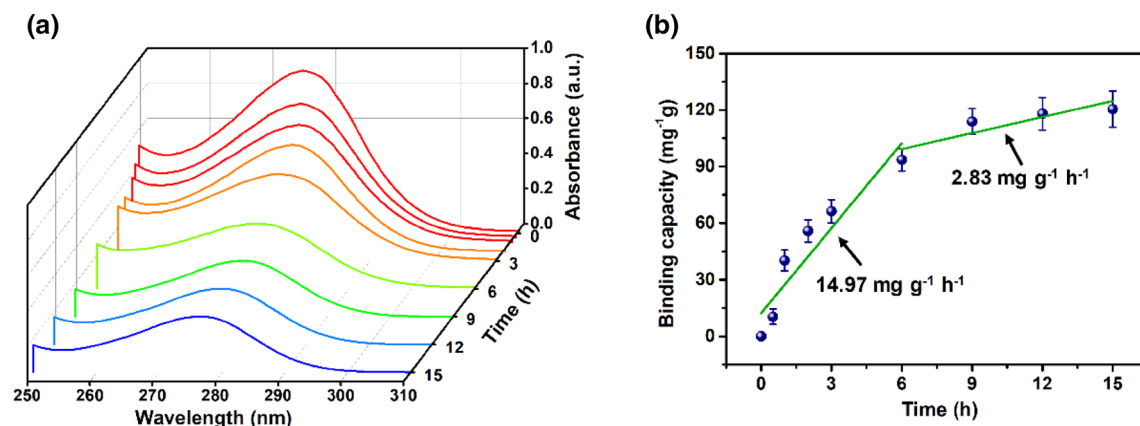 (a)
1.0
0.8
0.6
0.4
0.2
0.0
Absorbance (a.u.)
0
3
6
9
12
15
Time (h)
250 260 270 280 290 300 310
Wavelength (nm)
(b)
150
120
90
60
30
0
Binding capacity (mg⁻¹g)
2.83 mg g⁻¹ h⁻¹
14.97 mg g⁻¹ h⁻¹
0 3 6 9 12 15
Time (h)